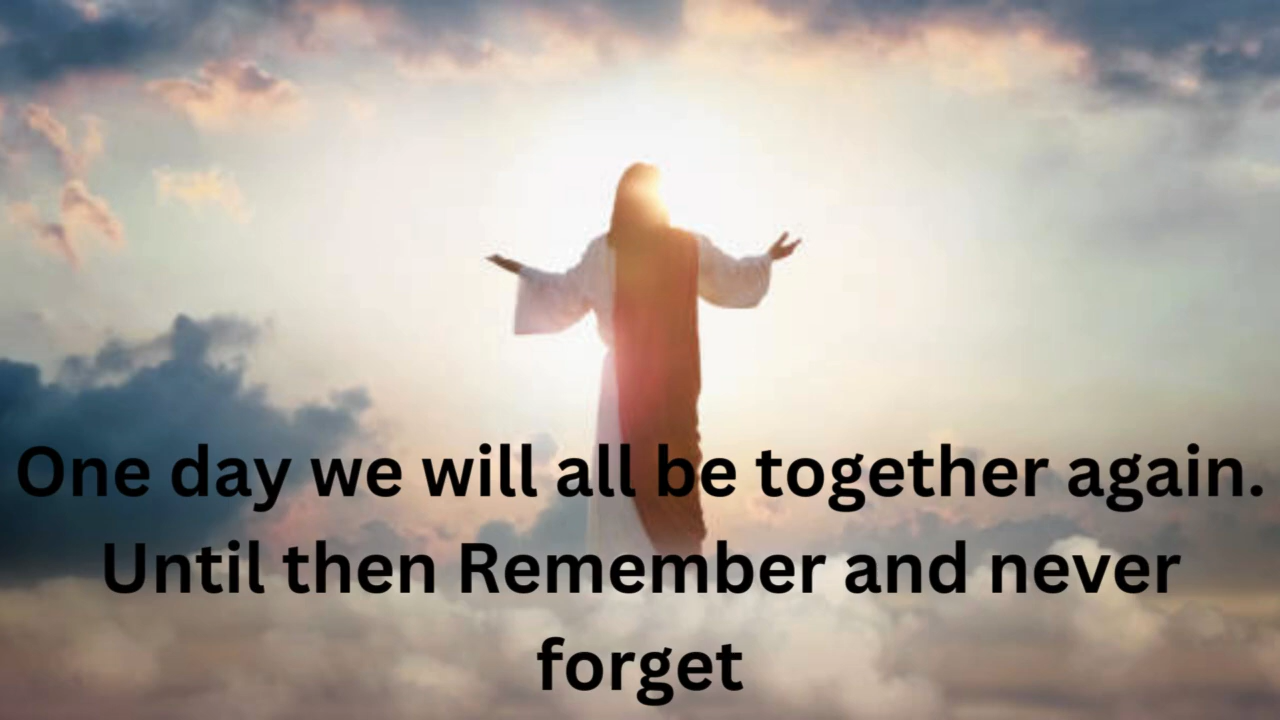 One day we will all be together again.
Until then Remember and never
forget